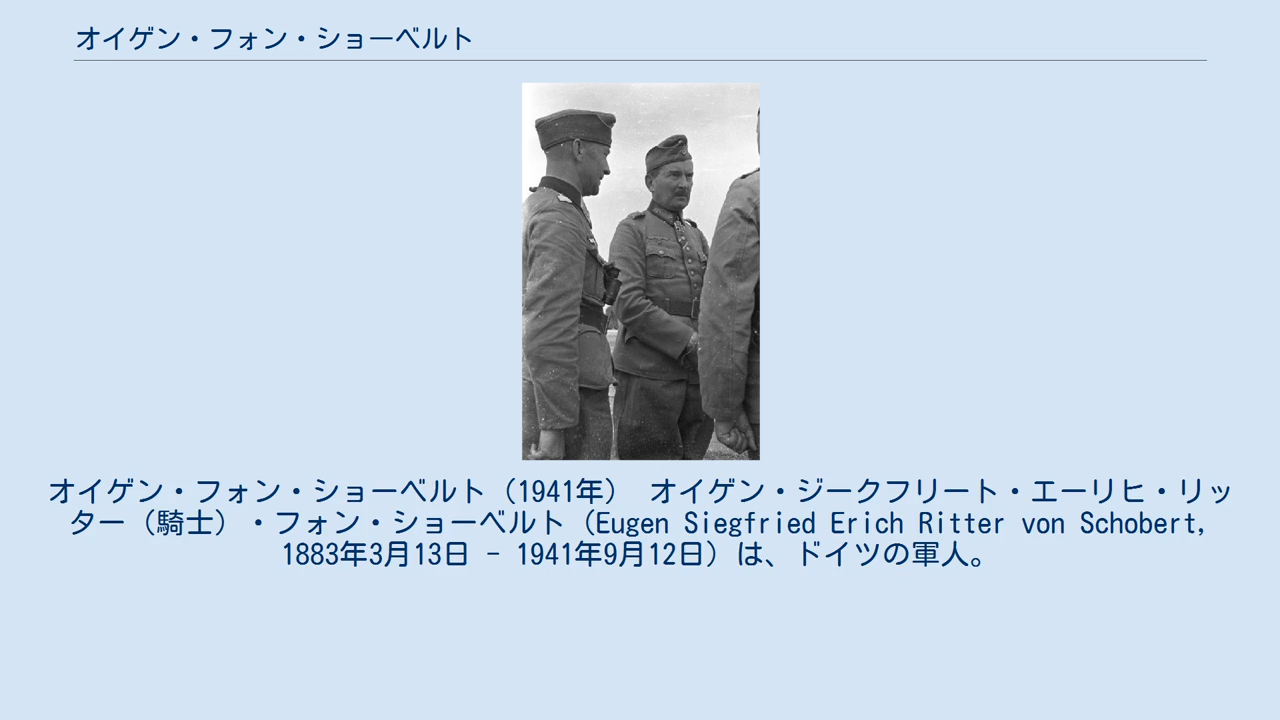 オイゲン・フォン・ショーベルト
オイゲン・フォン・ショーベルト（1941年） オイゲン・ジークフリート・エーリヒ・リッ
ター（騎士）・フォン・ショーベルト（Eugen Siegfried Erich Ritter von Schobert,
1883年3月13日 - 1941年9月12日）は、ドイツの軍人。